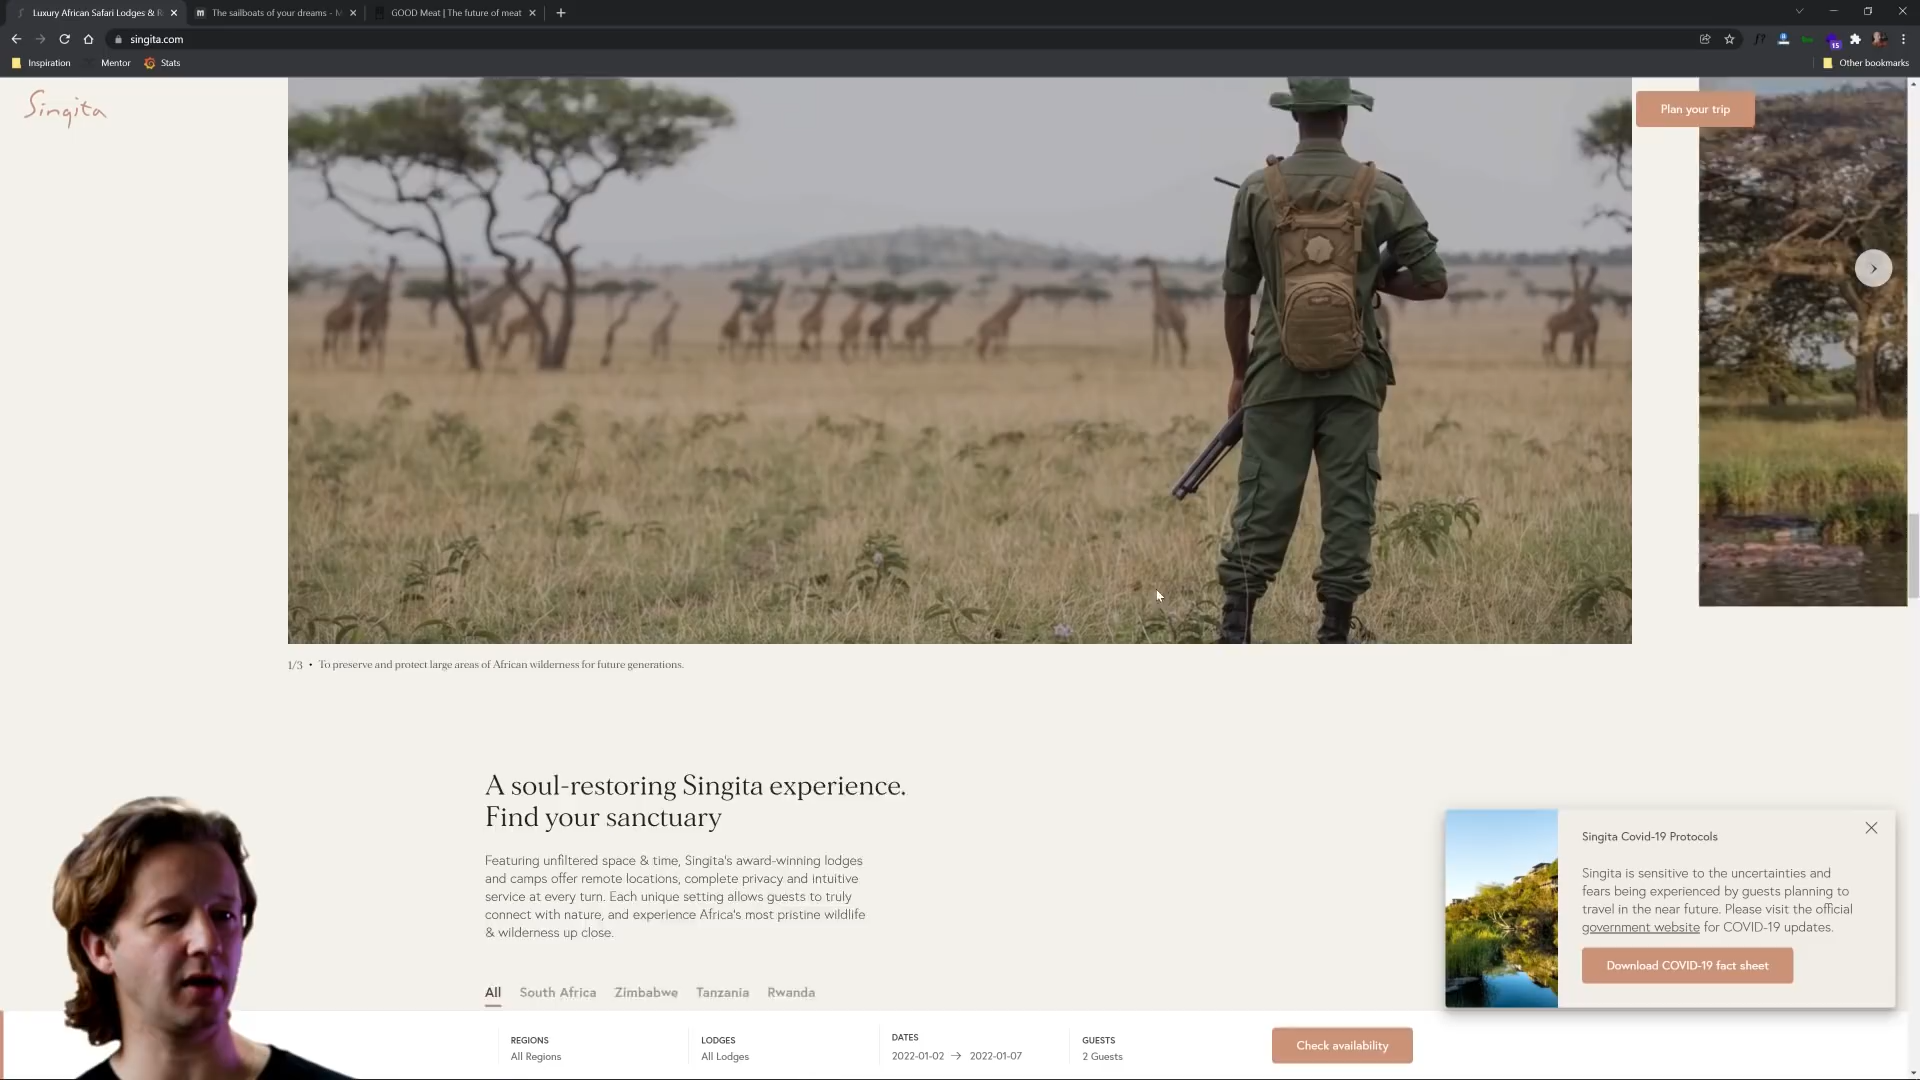 Luxury African Safari Lodges & R
The sailboats of your dreams - M
GOOD Meat | The future of meat
singita.com
15
Inspiration
Mentor
Stats
Other bookmarks
Singita
Plan your trip
1/3 • To preserve and protect large areas of African wilderness for future generations.
A soul-restoring Singita experience.
Find your sanctuary
Featuring unfiltered space & time, Singita's award-winning lodges
and camps offer remote locations, complete privacy and intuitive
service at every turn. Each unique setting allows guests to truly
connect with nature, and experience Africa's most pristine wildlife
& wilderness up close.
Singita Covid-19 Protocols
Singita is sensitive to the uncertainties and
fears being experienced by guests planning to
travel in the near future. Please visit the official
government website for COVID-19 updates.
Download COVID-19 fact sheet
All South Africa Zimbabwe Tanzania Rwanda
REGIONS
All Regions
LODGES
All Lodges
DATES
2022-01-02 → 2022-01-07
GUESTS
2 Guests
Check availability